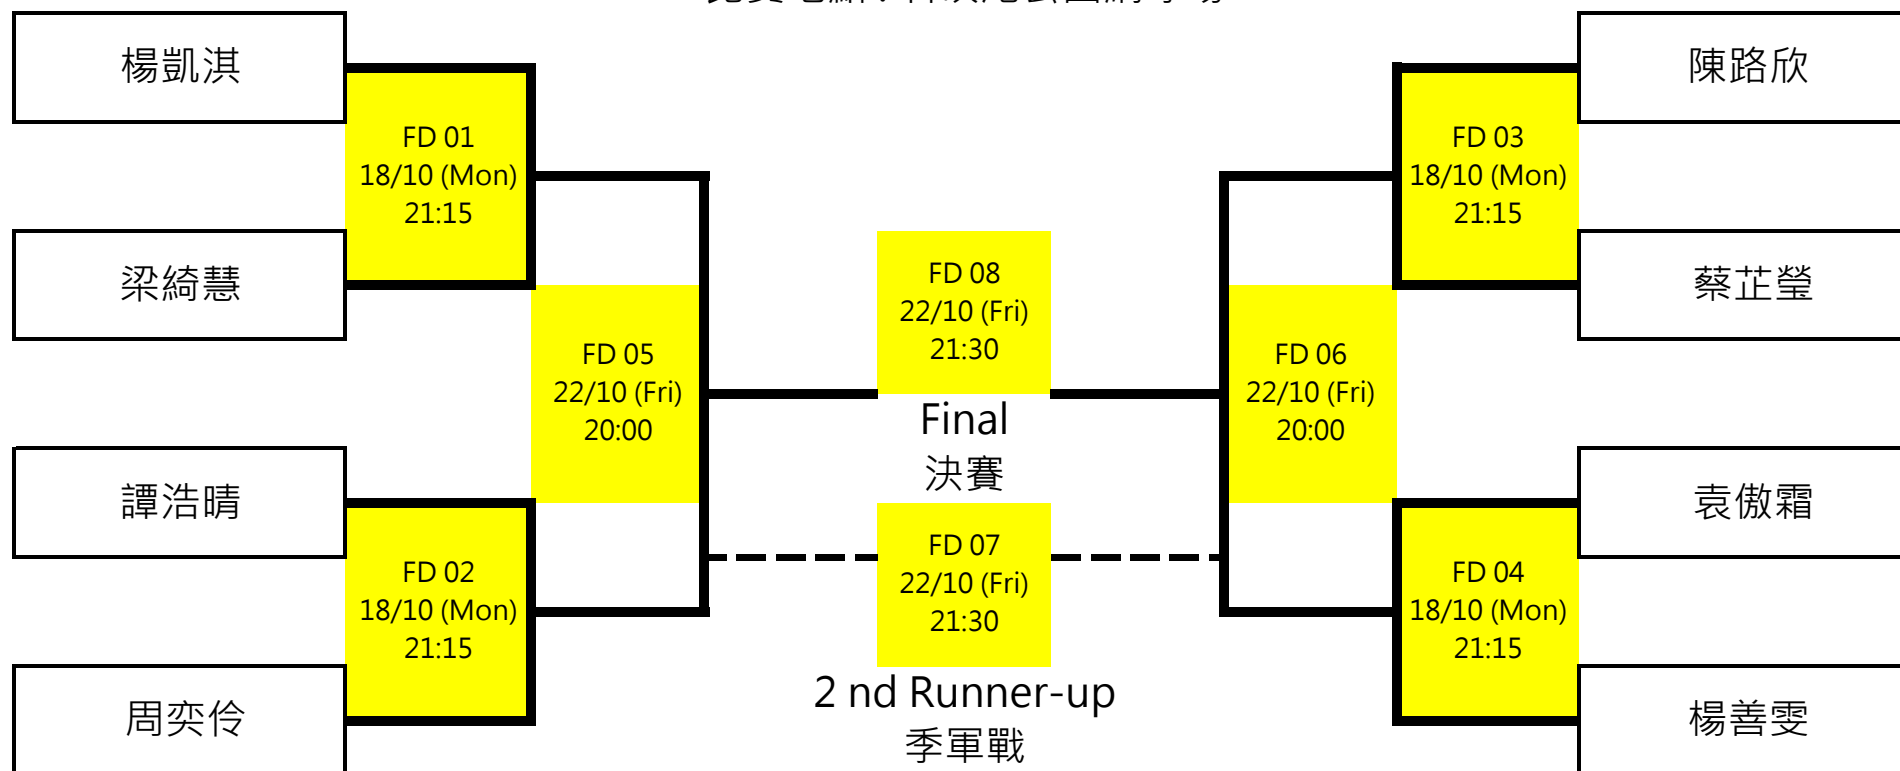 楊凱淇
陳路欣
FD 01
18/10 (Mon)
21:15
FD 03
18/10 (Mon)
21:15
梁綺慧
蔡芷瑩
FD 08
22/10 (Fri)
21:30
FD 05
22/10 (Fri)
20:00
FD 06
22/10 (Fri)
20:00
Final
決賽
譚浩晴
袁傲霜
FD 07
22/10 (Fri)
21:30
FD 02
18/10 (Mon)
21:15
FD 04
18/10 (Mon)
21:15
2 nd Runner-up
季軍戰
周奕伶
楊善雯